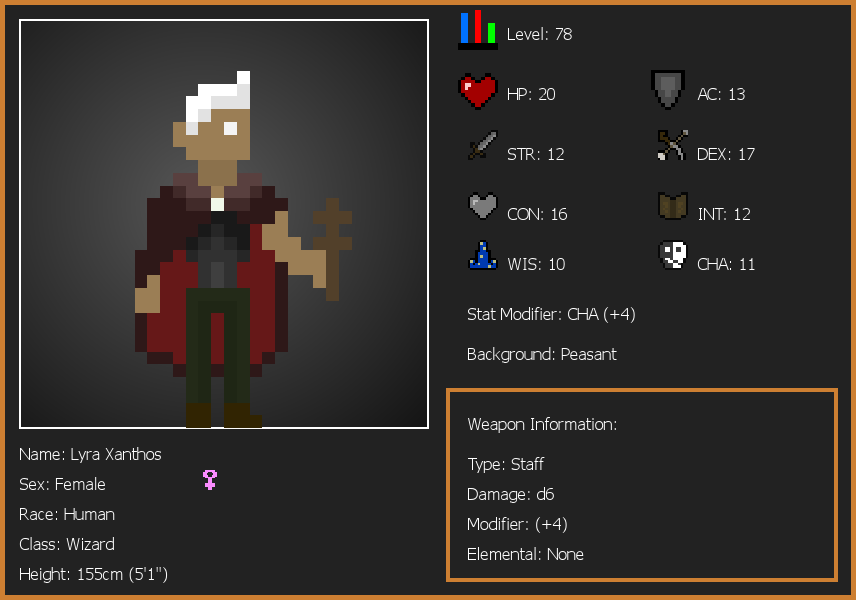 Level: 78
HP: 20
AC: 13
STR: 12
DEX: 17
CON: 16
INT: 12
WIS: 10
CHA: 11
Stat Modifier: CHA (+4)
Background: Peasant
Weapon Information:
Type: Staff
Damage: d6
Modifier: (+4)
Elemental: None
Name: Lyra Xanthos
Sex: Female
Race: Human
Class: Wizard
Height: 155cm (5'1")